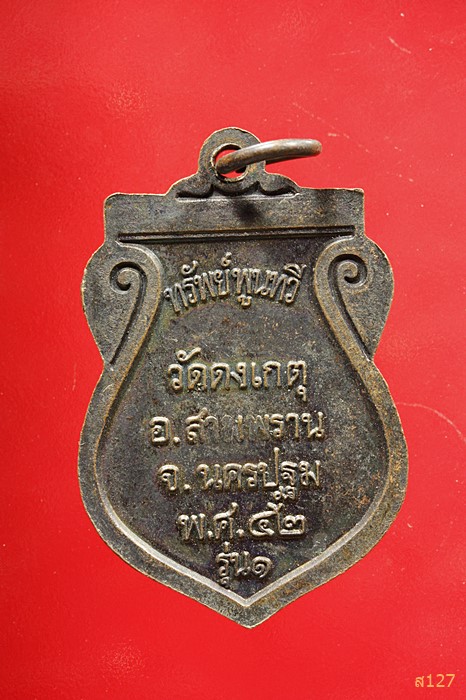 ทรัพย์พูนทวี
วัดดงเกตุ
อ.สามพราน
จ.นครปฐม
พ.ศ.๔๒
รุ่น๑
ส127